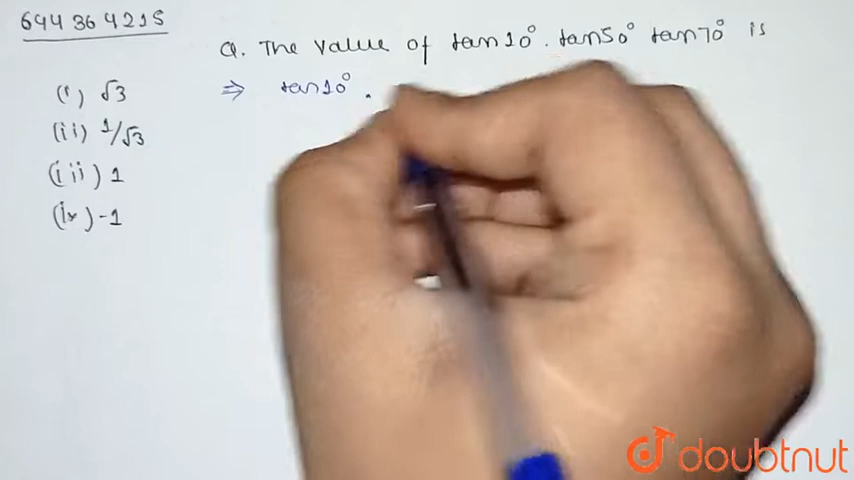 644364215
Q. The value of tan10°. tan50° tan70° is
⇒ tan10° .
(i) √3
(ii) 1/√3
(iii) 1
(iv) -1
doubtnut